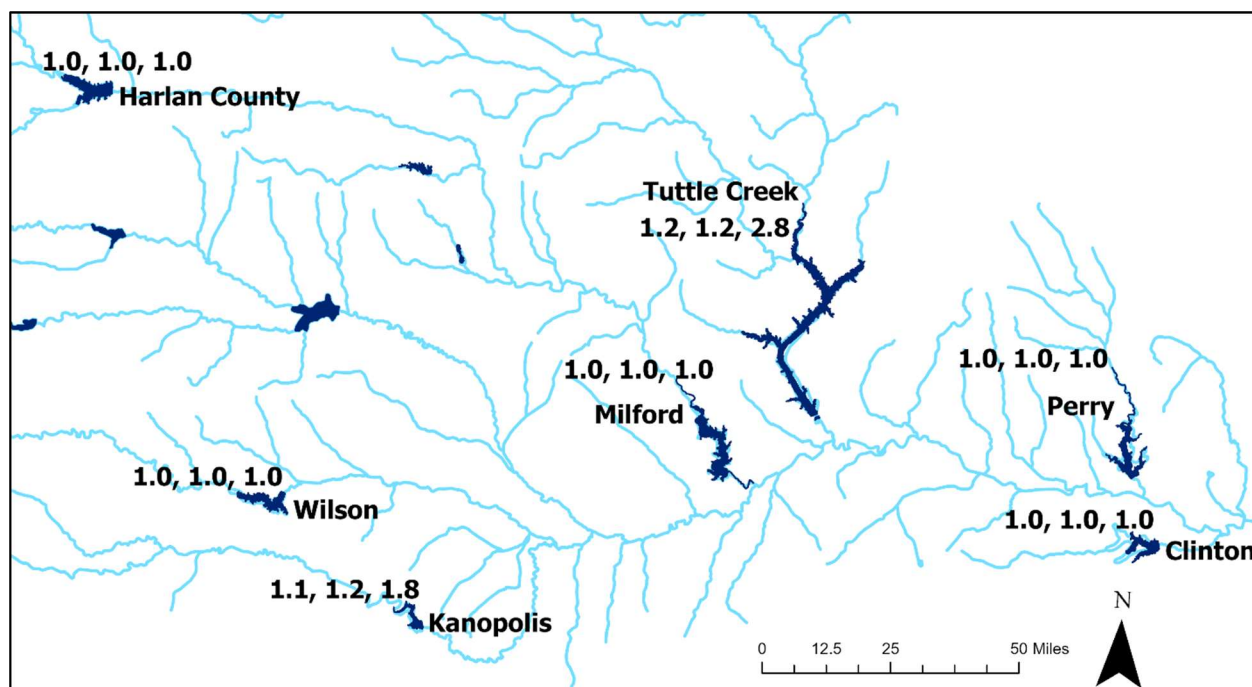 1.0, 1.0, 1.0
Harlan County
Tuttle Creek
1.2, 1.2, 2.8
1.0, 1.0, 1.0
Milford
1.0, 1.0, 1.0
Perry
1.0, 1.0, 1.0
Wilson
1.0, 1.0, 1.0
Clinton
1.1, 1.2, 1.8
Kanopolis
N
0 12.5 25 50 Miles